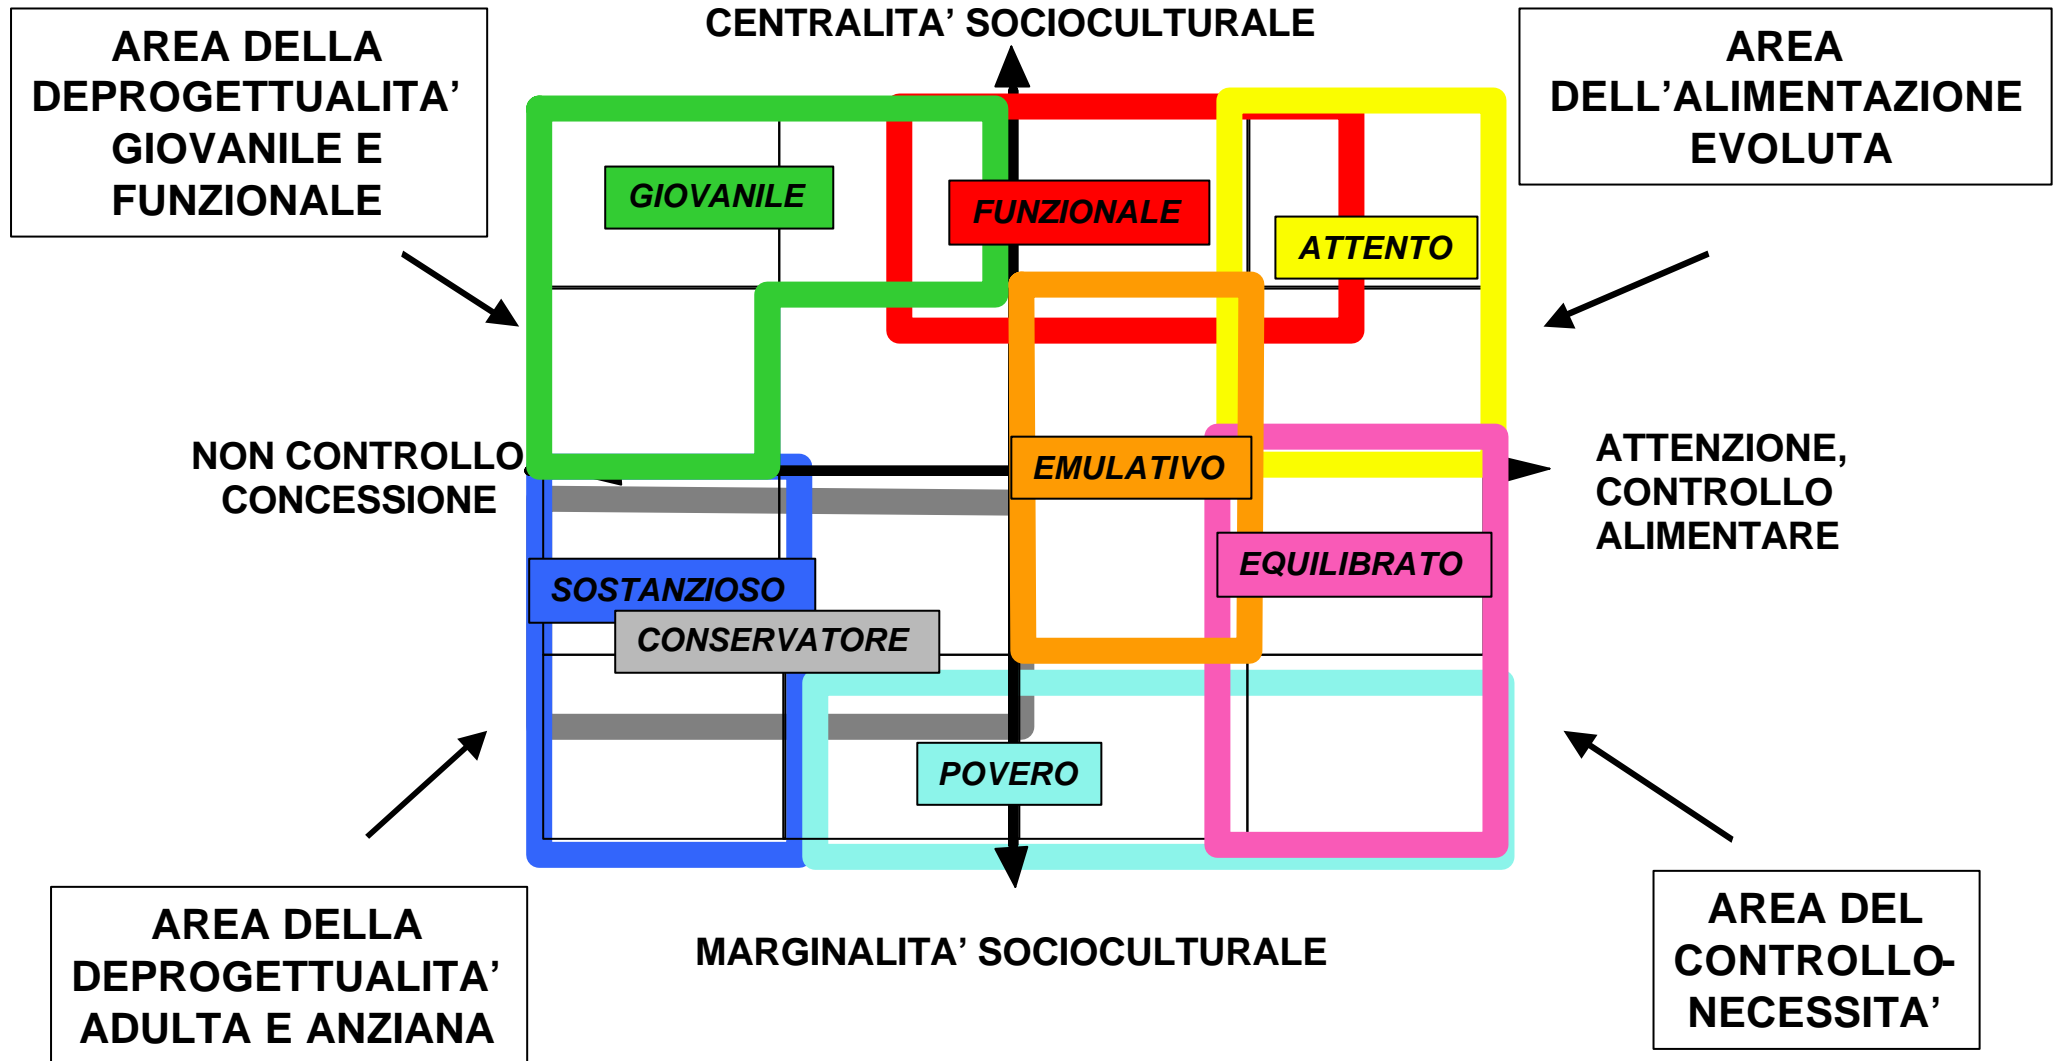 CENTRALITA’ SOCIOCULTURALE
AREA DELLA
DEPROGETTUALITA’
GIOVANILE E
FUNZIONALE
AREA
DELL’ALIMENTAZIONE
EVOLUTA
GIOVANILE
FUNZIONALE
ATTENTO
NON CONTROLLO
CONCESSIONE
EMULATIVO
ATTENZIONE,
CONTROLLO
ALIMENTARE
SOSTANZIOSO
EQUILIBRATO
CONSERVATORE
POVERO
AREA DELLA
DEPROGETTUALITA’
ADULTA E ANZIANA
MARGINALITA’ SOCIOCULTURALE
AREA DEL
CONTROLLO-
NECESSITA’